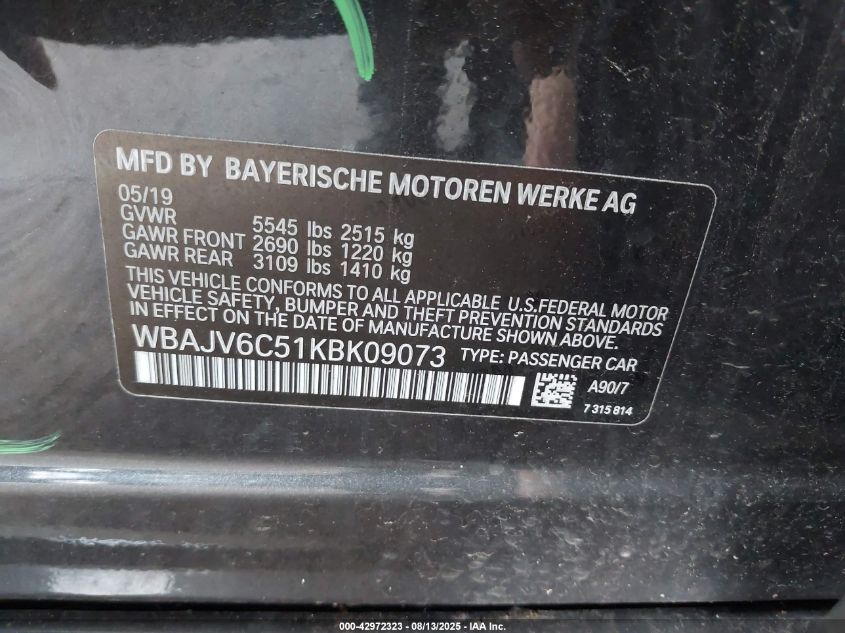 MFD BY BAYERISCHE MOTOREN WERKE AG
05/19
GVWR 5545 lbs 2515 kg
GAWR FRONT 2690 lbs 1220 kg
GAWR REAR 3109 lbs 1410 kg
THIS VEHICLE CONFORMS TO ALL APPLICABLE U.S.FEDERAL MOTOR
VEHICLE SAFETY, BUMPER AND THEFT PREVENTION STANDARDS
IN EFFECT ON THE DATE OF MANUFACTURE SHOWN ABOVE.
WBAJV6C51KBK09073 TYPE: PASSENGER CAR
A90/7
7 315 814
000-42972323 - 08/13/2025 - IAA Inc.